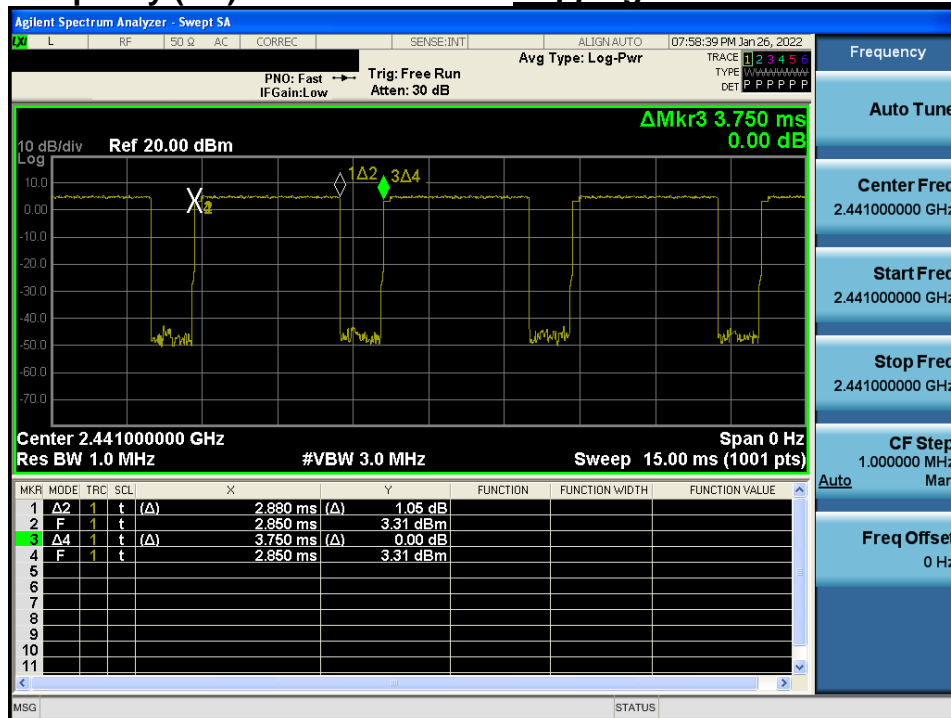 Agilent Spectrum Analyzer - Swept SA
LXI L RF 50 Ω AC CORREC SENSE:INT ALIGN AUTO 07:58:39 PM Jan 26, 2022
Frequency
Avg Type: Log-Pwr TRACE 1 2 3 4 5 6
PNO: Fast Trig: Free Run TYPE WWWWWW
IFGain:Low Atten: 30 dB DET P P P P P P
Auto Tune
ΔMkr3 3.750 ms
10 dB/div Ref 20.00 dBm 0.00 dB
Log
10.0
0.00
-10.0
-20.0
-30.0
-40.0
-50.0
-60.0
-70.0
X2
1Δ2 3Δ4
Center Freq
2.441000000 GHz
Start Freq
2.441000000 GHz
Stop Freq
2.441000000 GHz
Center 2.441000000 GHz Span 0 Hz
Res BW 1.0 MHz #VBW 3.0 MHz Sweep 15.00 ms (1001 pts)
CF Step
1.000000 MHz
Auto Man
MKR MODE TRC SCL X Y FUNCTION FUNCTION WIDTH FUNCTION VALUE
1 Δ2 1 t (Δ) 2.880 ms (Δ) 1.05 dB
2 F 1 t 2.850 ms 3.31 dBm
3 Δ4 1 t (Δ) 3.750 ms (Δ) 0.00 dB
4 F 1 t 2.850 ms 3.31 dBm
5
6
7
8
9
10
11
Freq Offset
0 Hz
MSG STATUS